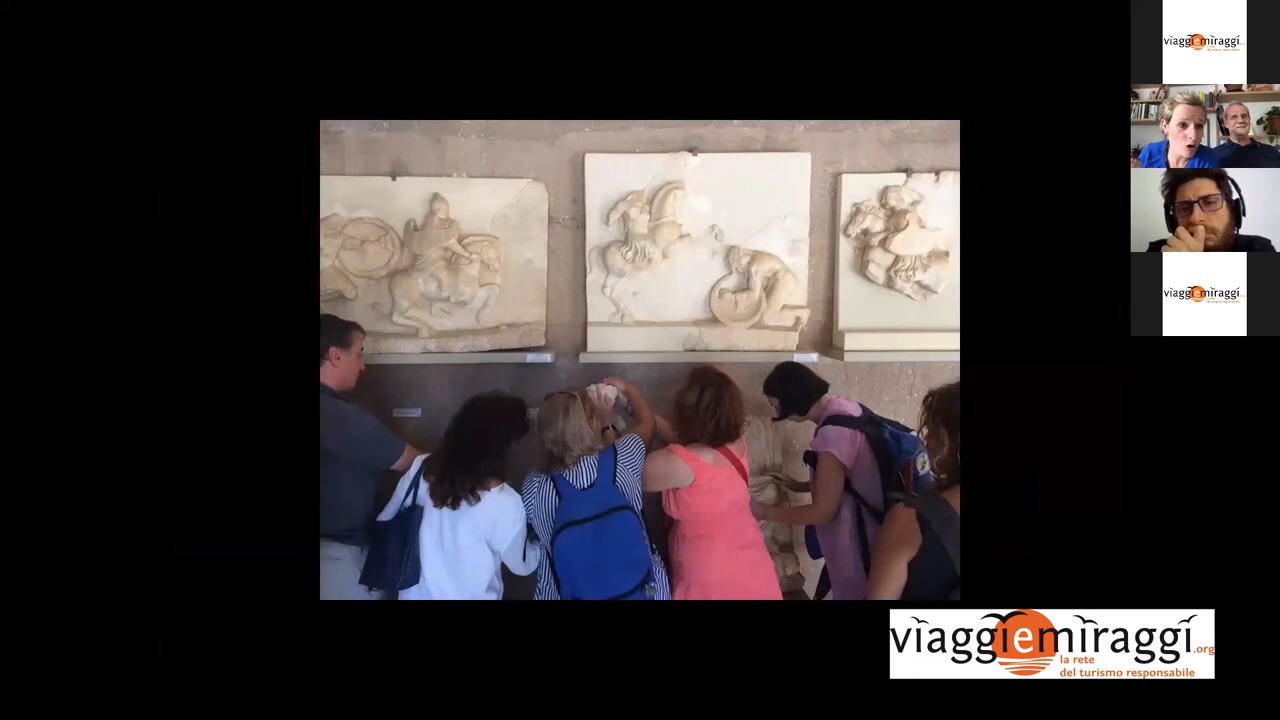 viaggiemiraggi
viaggiemiraggi
viaggiemiraggi.org
la rete
del turismo responsabile